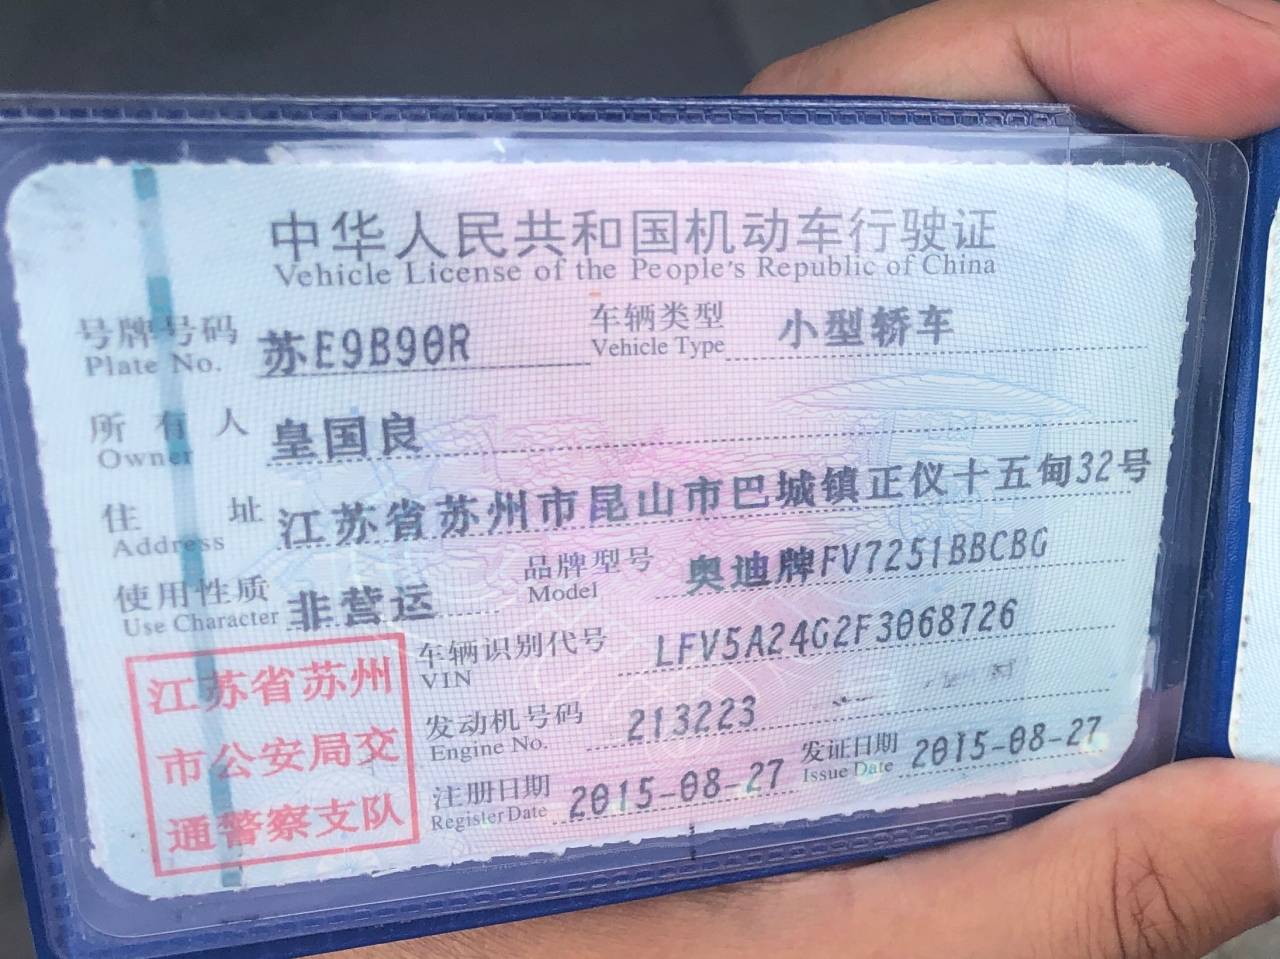 中华人民共和国机动车行驶证
Vehicle License of the People's Republic of China
号牌号码 苏E9B90R 车辆类型 小型轿车
Plate No. Vehicle Type
所有人 皇国良
Owner
住址 江苏省苏州市昆山市巴城镇正仪十五甸32号
Address
使用性质 非营运 品牌型号 奥迪牌FV7251BBCBG
Use Character Model
车辆识别代号 LFV5A24G2F3068726
VIN
发动机号码 213223
Engine No.
注册日期 2015-08-27 发证日期 2015-08-27
Register Date Issue Date
江苏省苏州
市公安局交
通警察支队